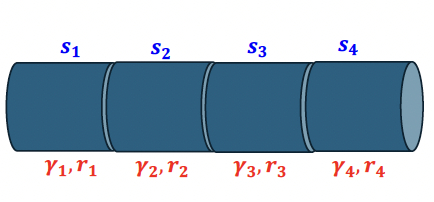 s₁ s₂ s₃ s₄
γ₁, r₁ γ₂, r₂ γ₃, r₃ γ₄, r₄